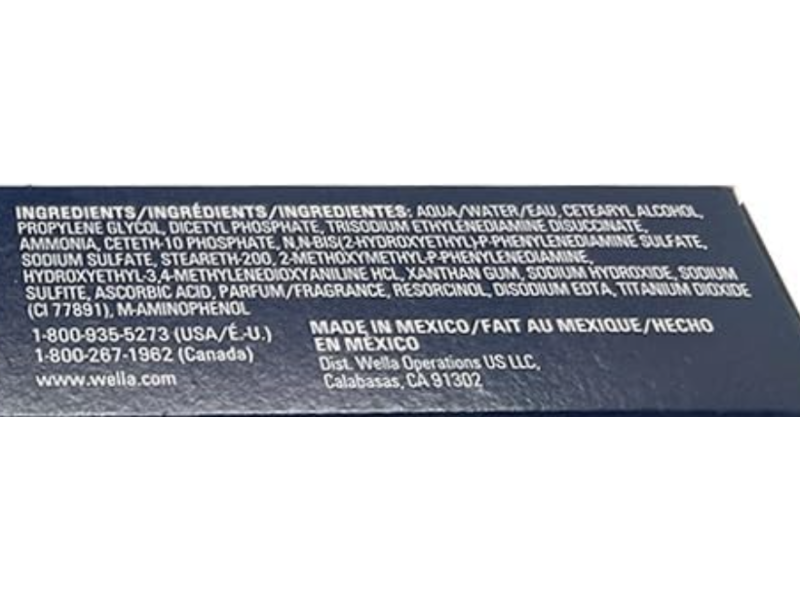 INGREDIENTS/INGRÉDIENTS/INGREDIENTES: AQUA/WATER/EAU, CETEARYL ALCOHOL,
PROPYLENE GLYCOL, DICETYL PHOSPHATE, TRISODIUM ETHYLENEDIAMINE DISUCCINATE,
AMMONIA, CETETH-10 PHOSPHATE, N,N-BIS(2-HYDROXYETHYL)-P-PHENYLENEDIAMINE SULFATE,
SODIUM SULFATE, STEARETH-200, 2-METHOXYMETHYL-P-PHENYLENEDIAMINE,
HYDROXYETHYL-3,4-METHYLENEDIOXYANILINE HCL, XANTHAN GUM, SODIUM HYDROXIDE, SODIUM
SULFITE, ASCORBIC ACID, PARFUM/FRAGRANCE, RESORCINOL, DISODIUM EDTA, TITANIUM DIOXIDE
(CI 77891), M-AMINOPHENOL
1-800-935-5273 (USA/É.-U.)
1-800-267-1962 (Canada)
www.wella.com
MADE IN MEXICO/FAIT AU MEXIQUE/HECHO
EN MÉXICO
Dist. Wella Operations US LLC,
Calabasas, CA 91302